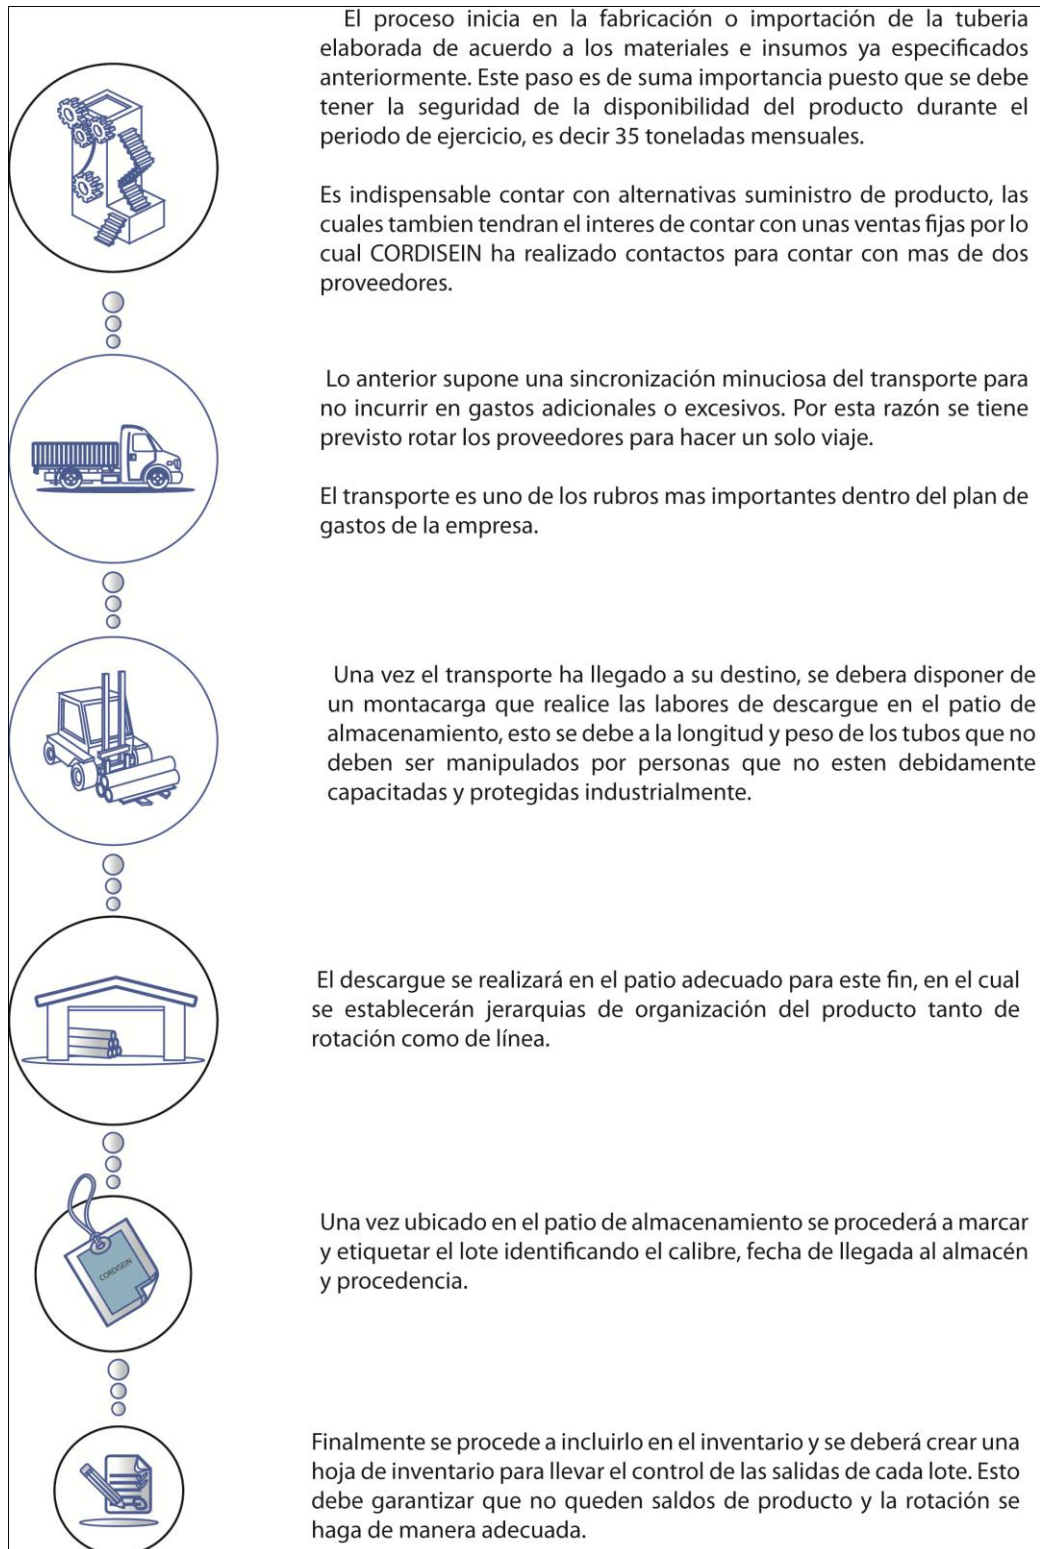 El proceso inicia en la fabricación o importación de la tuberia
elaborada de acuerdo a los materiales e insumos ya especificados
anteriormente. Este paso es de suma importancia puesto que se debe
tener la seguridad de la disponibilidad del producto durante el
periodo de ejercicio, es decir 35 toneladas mensuales.
Es indispensable contar con alternativas suministro de producto, las
cuales tambien tendran el interes de contar con unas ventas fijas por lo
cual CORDISEIN ha realizado contactos para contar con mas de dos
proveedores.
Lo anterior supone una sincronización minuciosa del transporte para
no incurrir en gastos adicionales o excesivos. Por esta razón se tiene
previsto rotar los proveedores para hacer un solo viaje.
El transporte es uno de los rubros mas importantes dentro del plan de
gastos de la empresa.
Una vez el transporte ha llegado a su destino, se debera disponer de
un montacarga que realice las labores de descargue en el patio de
almacenamiento, esto se debe a la longitud y peso de los tubos que no
deben ser manipulados por personas que no esten debidamente
capacitadas y protegidas industrialmente.
El descargue se realizará en el patio adecuado para este fin, en el cual
se establecerán jerarquias de organización del producto tanto de
rotación como de línea.
CORDISEIN
Una vez ubicado en el patio de almacenamiento se procederá a marcar
y etiquetar el lote identificando el calibre, fecha de llegada al almacén
y procedencia.
Finalmente se procede a incluirlo en el inventario y se deberá crear una
hoja de inventario para llevar el control de las salidas de cada lote. Esto
debe garantizar que no queden saldos de producto y la rotación se
haga de manera adecuada.